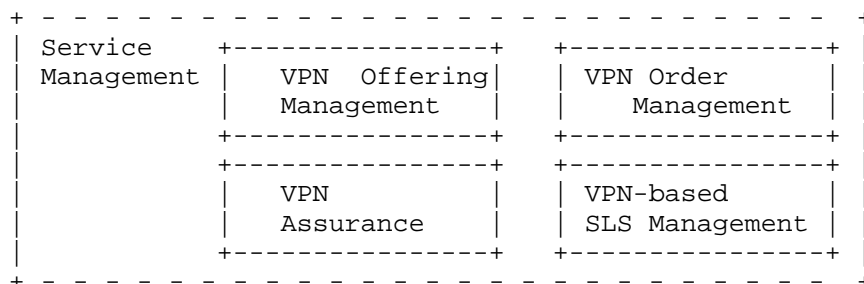 Service
Management
VPN Offering
Management
VPN Order
Management
VPN
Assurance
VPN-based
SLS Management